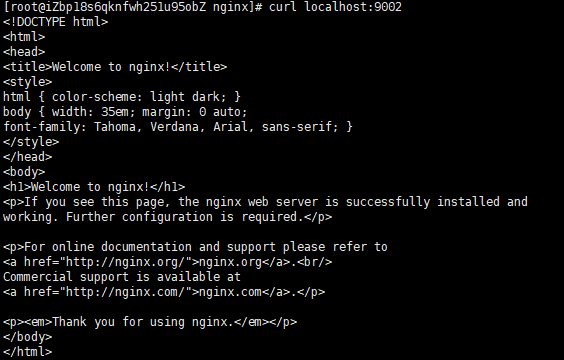 [root@iZbp18s6qknfwh251u95obZ nginx]# curl localhost:9002
<!DOCTYPE html>
<html>
<head>
<title>Welcome to nginx!</title>
<style>
html { color-scheme: light dark; }
body { width: 35em; margin: 0 auto;
font-family: Tahoma, Verdana, Arial, sans-serif; }
</style>
</head>
<body>
<h1>Welcome to nginx!</h1>
<p>If you see this page, the nginx web server is successfully installed and
working. Further configuration is required.</p>

<p>For online documentation and support please refer to
<a href="http://nginx.org/">nginx.org</a>.<br/>
Commercial support is available at
<a href="http://nginx.com/">nginx.com</a>.</p>

<p><em>Thank you for using nginx.</em></p>
</body>
</html>